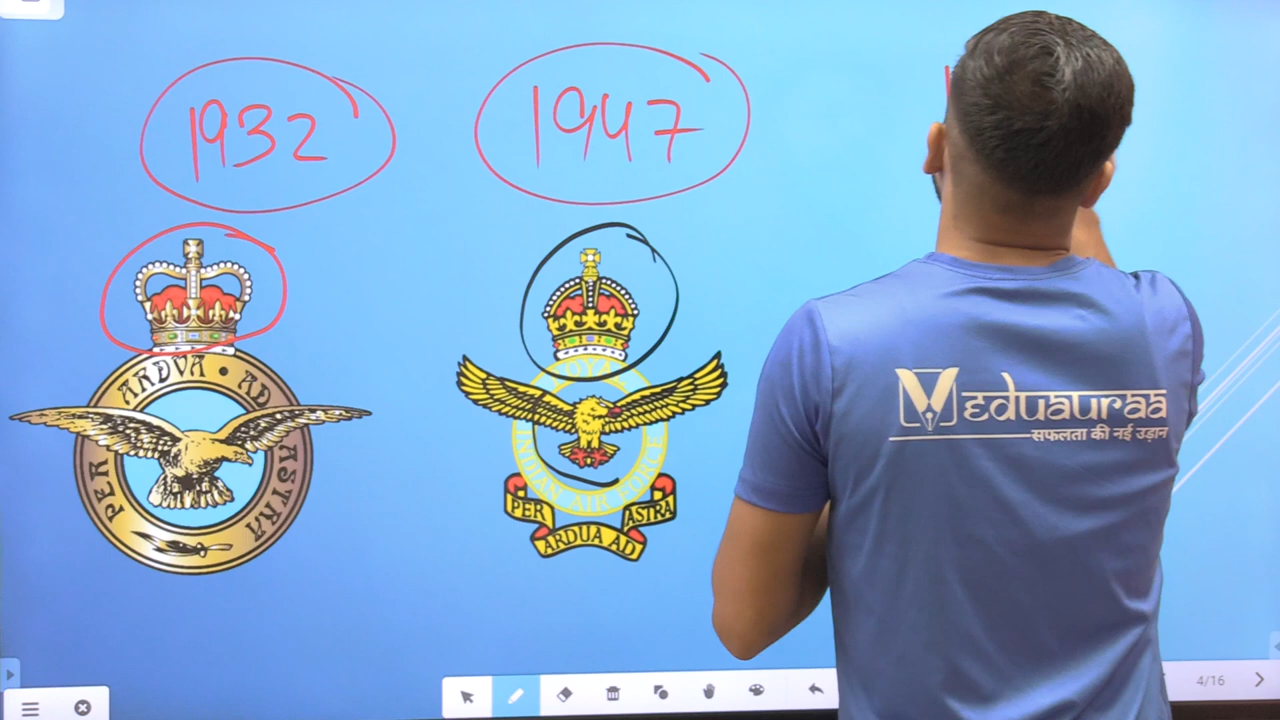 1932
1947
PER ARDVA • AD ASTRA
ROYAL
INDIAN AIR FORCE
PER ARDUA AD ASTRA
eduauraa
सफलता की नई उड़ान
4/16